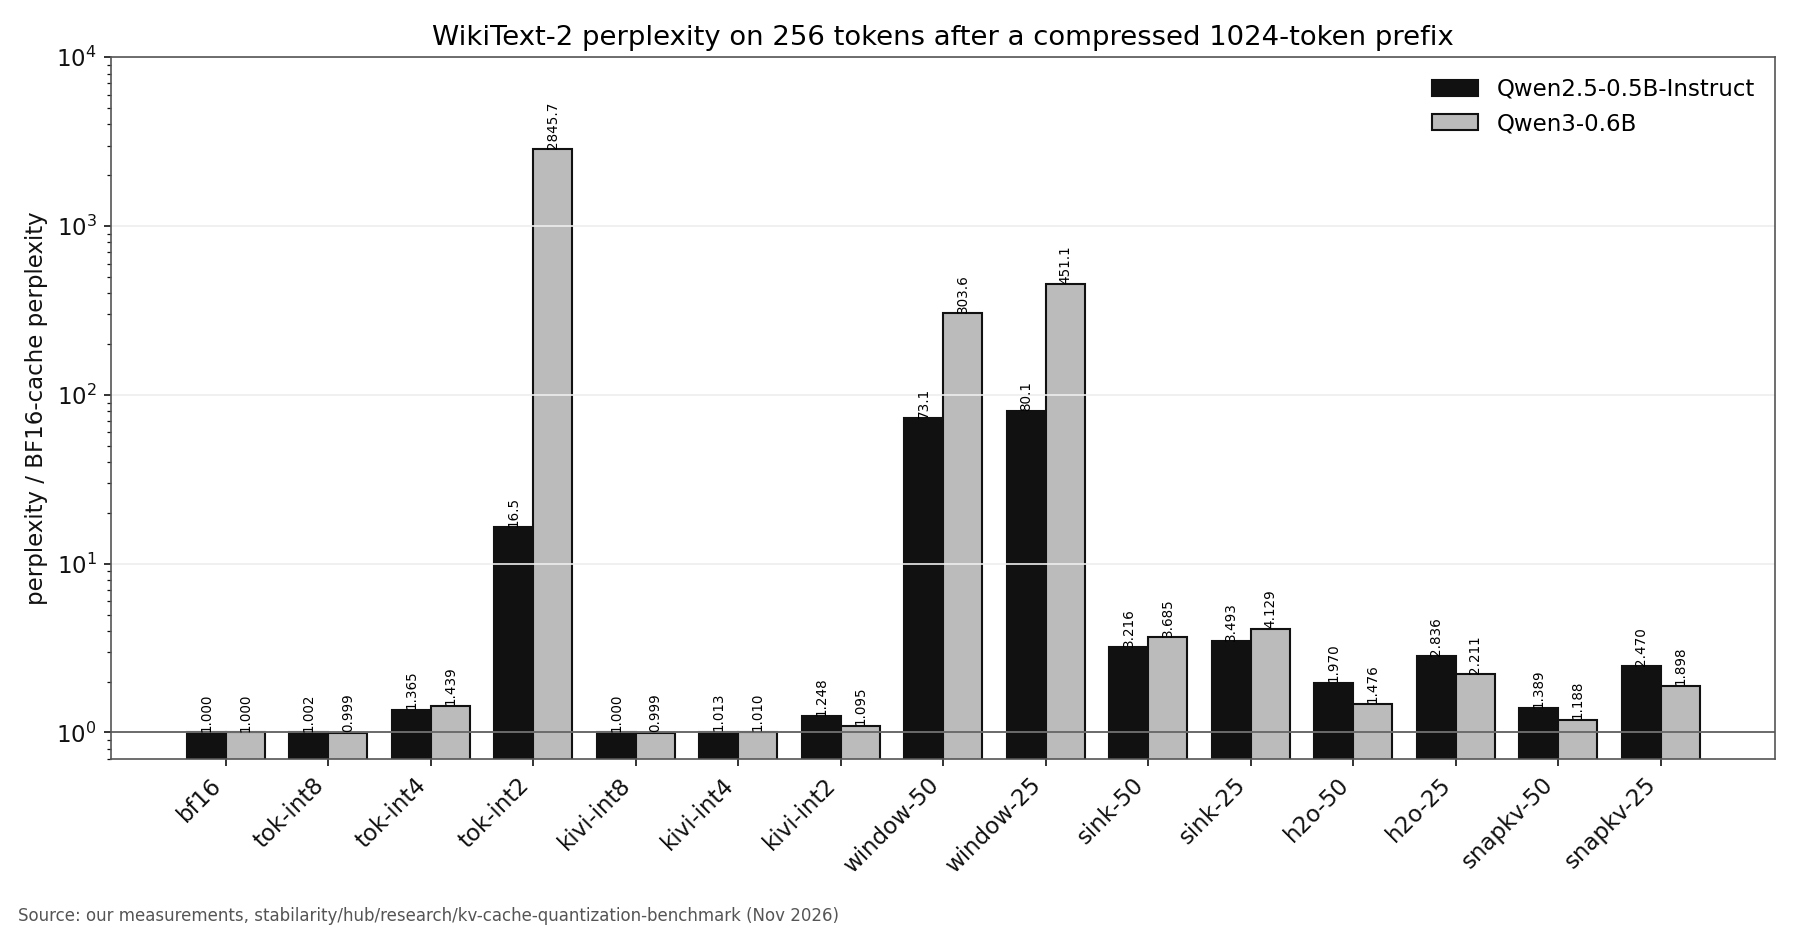 WikiText-2 perplexity on 256 tokens after a compressed 1024-token prefix
perplexity / BF16-cache perplexity
10^4
10^3
10^2
10^1
10^0
Qwen2.5-0.5B-Instruct
Qwen3-0.6B
1.000
1.000
1.002
0.999
1.365
1.439
16.5
2845.7
1.000
0.999
1.013
1.010
1.248
1.095
73.1
303.6
80.1
451.1
3.216
3.685
3.493
4.129
1.970
1.476
2.836
2.211
1.389
1.188
2.470
1.898
bf16
tok-int8
tok-int4
tok-int2
kivi-int8
kivi-int4
kivi-int2
window-50
window-25
sink-50
sink-25
h2o-50
h2o-25
snapkv-50
snapkv-25
Source: our measurements, stabilarity/hub/research/kv-cache-quantization-benchmark (Nov 2026)